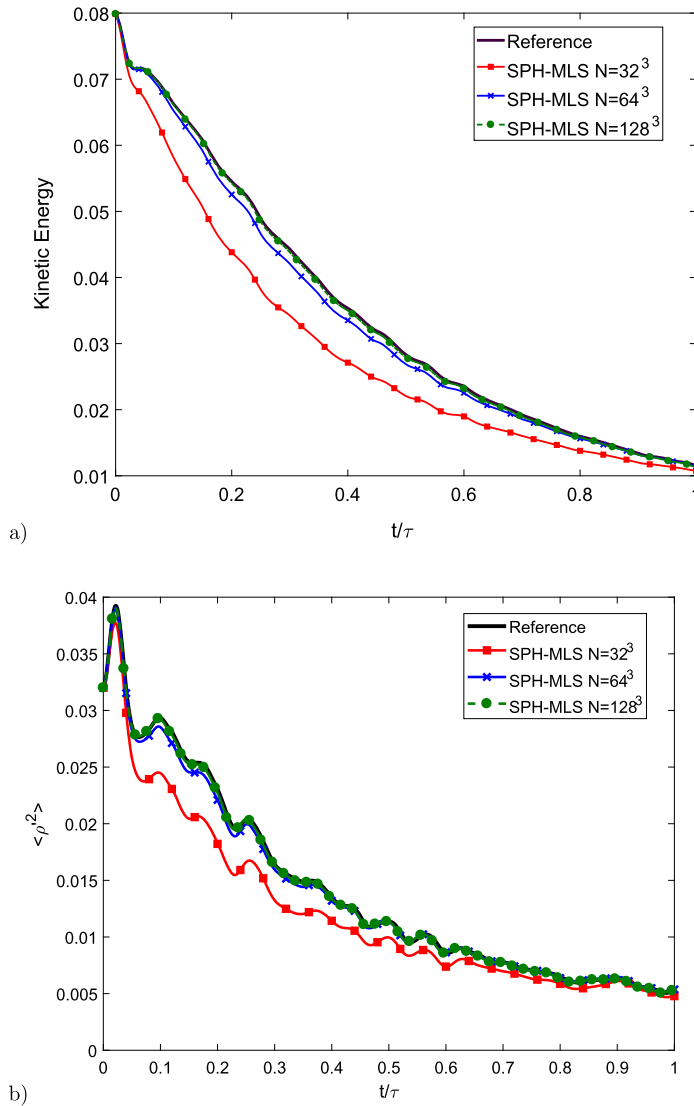 0.08
0.07
0.06
0.05
0.04
0.03
0.02
0.01
Kinetic Energy
Reference
SPH-MLS N=32³
SPH-MLS N=64³
SPH-MLS N=128³
0 0.2 0.4 0.6 0.8 1
t/τ
a)
0.04
0.035
0.03
0.025
0.02
0.015
0.01
0.005
0
<ρ'²>
Reference
SPH-MLS N=32³
SPH-MLS N=64³
SPH-MLS N=128³
0 0.1 0.2 0.3 0.4 0.5 0.6 0.7 0.8 0.9 1
t/τ
b)